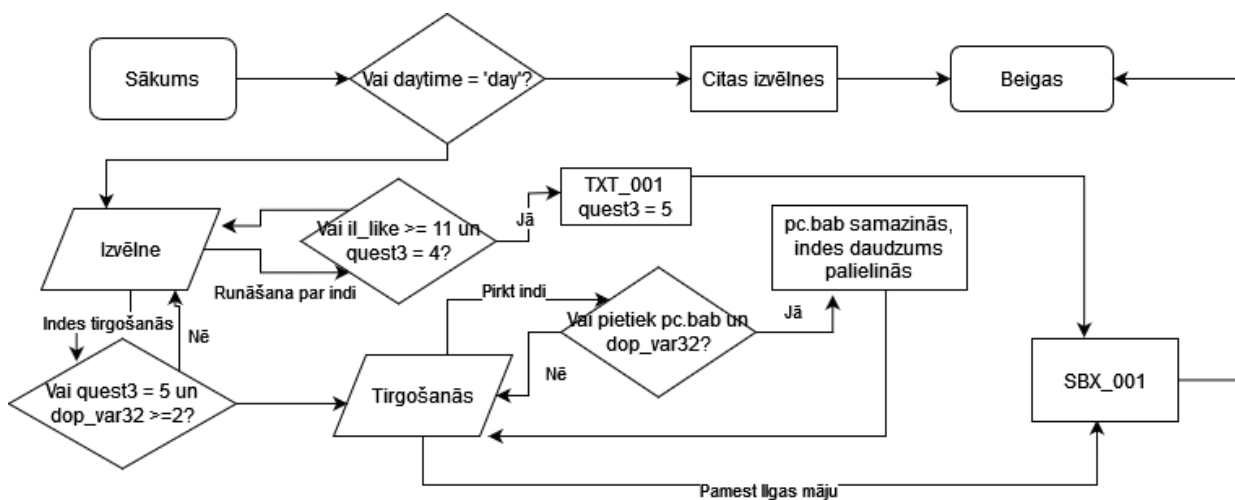 Sākums
Vai daytime = 'day'?
Citas izvēlnes
Beigas
Izvēlne
Vai il_like >= 11 un
quest3 = 4?
Jā
TXT_001
quest3 = 5
pc.bab samazinās,
indes daudzums
palielinās
Runāšana par indi
Indes tirgošanās
Nē
Pirkt indi
Vai pietiek pc.bab un
dop_var32?
Jā
Nē
Vai quest3 = 5 un
dop_var32 >=2?
Tirgošanās
SBX_001
Pamest Ilgas māju